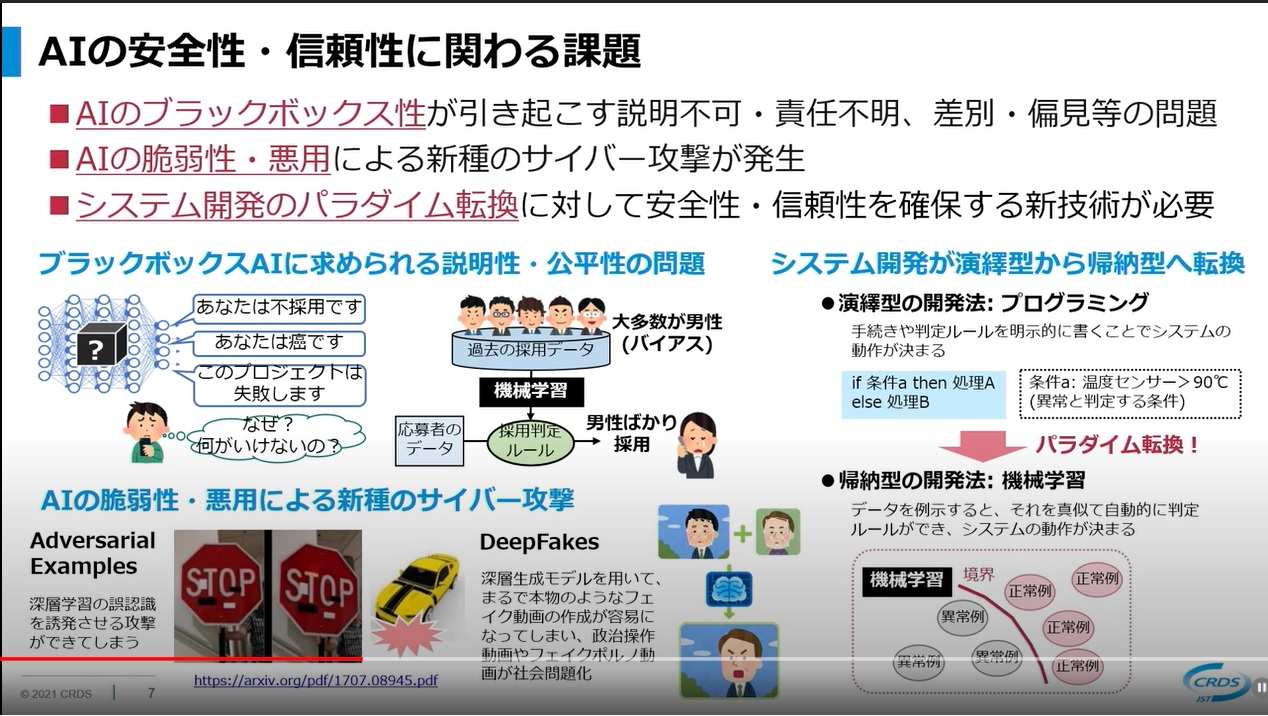 AIの安全性・信頼性に関わる課題
■AIのブラックボックス性が引き起こす説明不可・責任不明、差別・偏見等の問題
■AIの脆弱性・悪用による新種のサイバー攻撃が発生
■システム開発のパラダイム転換に対して安全性・信頼性を確保する新技術が必要
ブラックボックスAIに求められる説明性・公平性の問題
?
あなたは不採用です
あなたは癌です
このプロジェクトは
失敗します
なぜ?
何がいけないの?
大多数が男性
(バイアス)
過去の採用データ
機械学習
応募者の
データ
採用判定
ルール
男性ばかり
採用
AIの脆弱性・悪用による新種のサイバー攻撃
Adversarial
Examples
深層学習の誤認識
を誘発させる攻撃
ができてしまう
STOP
STOP
https://arxiv.org/pdf/1707.08945.pdf
DeepFakes
深層生成モデルを用いて、
まるで本物のようなフェ
イク動画の作成が容易に
なってしまい、政治操作
動画やフェイクポルノ動
画が社会問題化
システム開発が演繹型から帰納型へ転換
●演繹型の開発法: プログラミング
手続きや判定ルールを明示的に書くことでシステムの
動作が決まる
if 条件a then 処理A
else 処理B
条件a: 温度センサー>90℃
(異常と判定する条件)
パラダイム転換!
●帰納型の開発法: 機械学習
データを例示すると、それを真似て自動的に判定
ルールができ、システムの動作が決まる
機械学習
境界
正常例
正常例
異常例
正常例
異常例
異常例
正常例
© 2021 CRDS
7
CRDS
JST